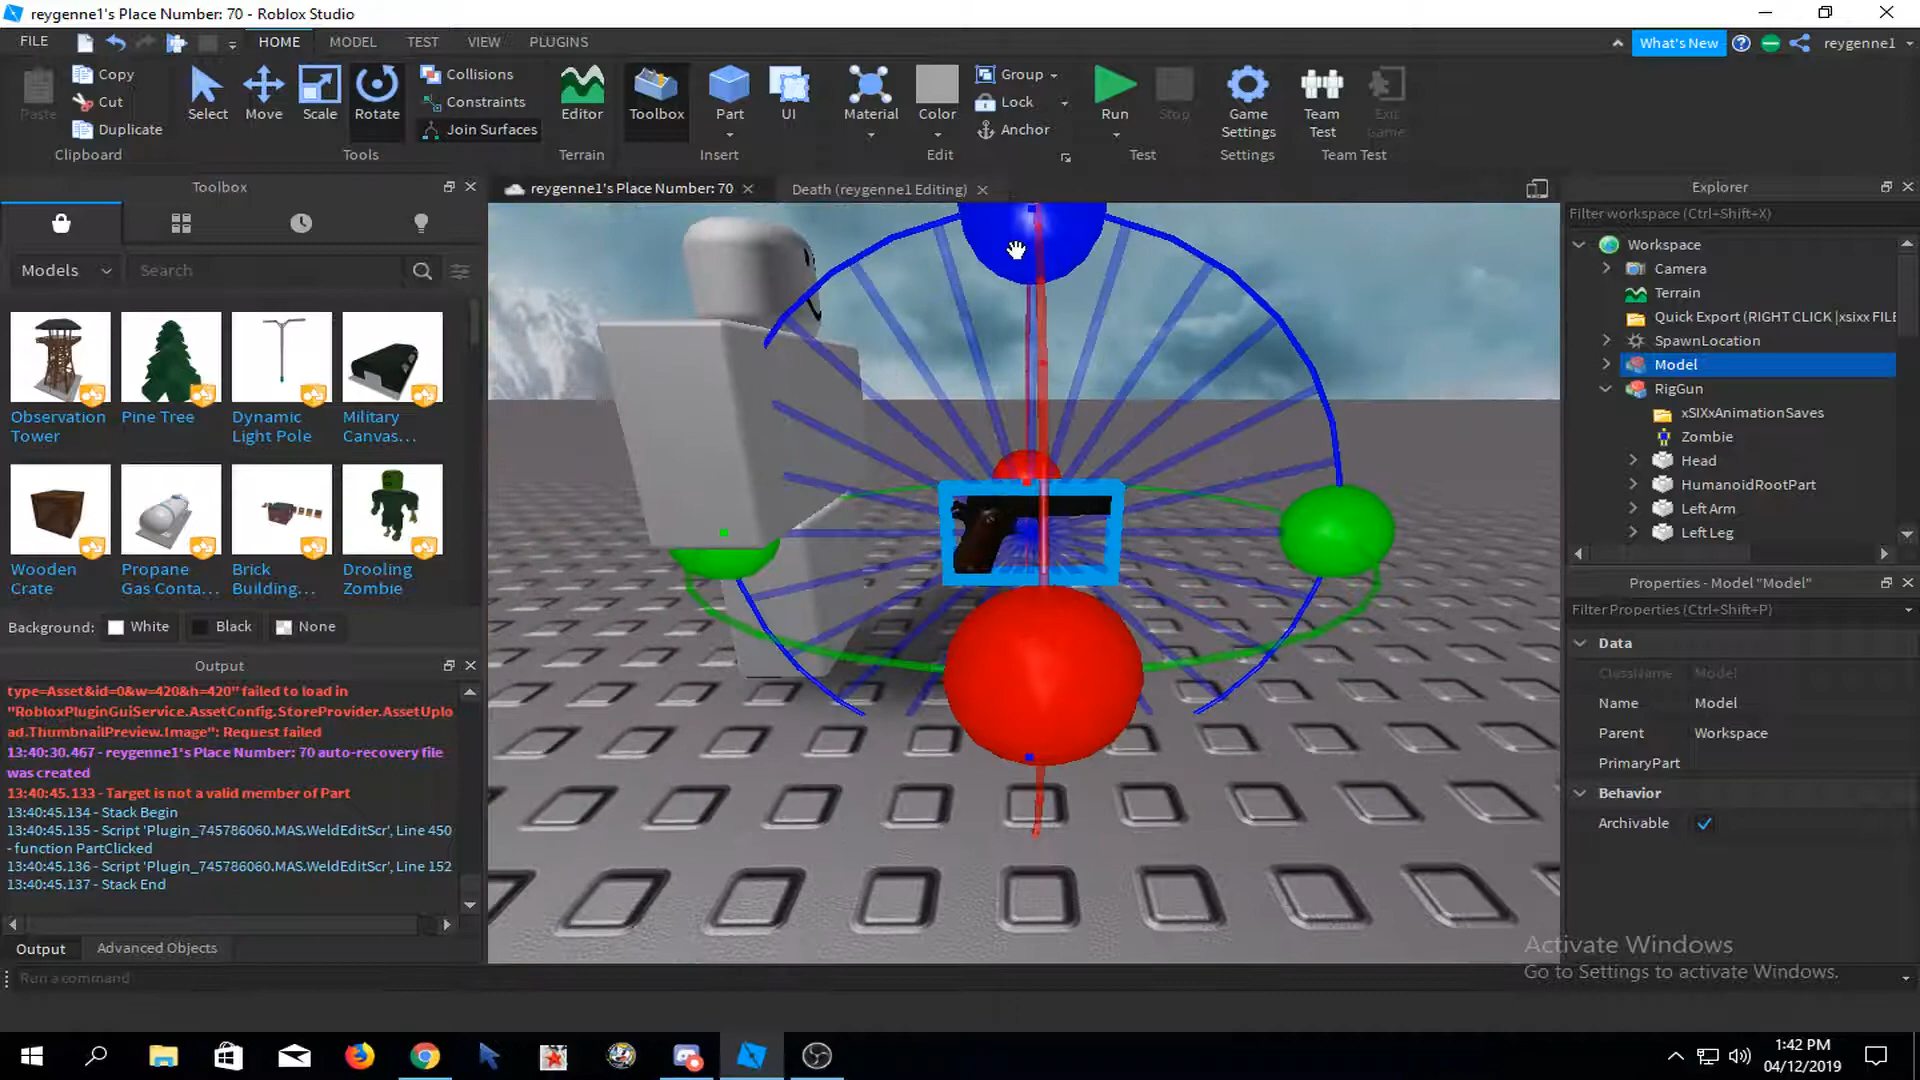 reygenne1's Place Number: 70 - Roblox Studio
FILE
HOME
MODEL
TEST
VIEW
PLUGINS
What's New
reygenne1
Paste
Copy
Cut
Duplicate
Clipboard
Select
Move
Scale
Rotate
Tools
Collisions
Constraints
Join Surfaces
Editor
Terrain
Toolbox
Part
UI
Insert
Material
Color
Group
Lock
Anchor
Edit
Run
Stop
Test
Game
Settings
Settings
Team
Test
Exit
Game
Team Test
Toolbox
reygenne1's Place Number: 70
Death (reygenne1 Editing)
Models
Search
Observation
Tower
Pine Tree
Dynamic
Light Pole
Military
Canvas...
Wooden
Crate
Propane
Gas Conta...
Brick
Building...
Drooling
Zombie
Background:
White
Black
None
Output
type=Asset&id=0&w=420&h=420" failed to load in
"RobloxPluginGuiService.AssetConfig.StoreProvider.AssetUplo
ad.ThumbnailPreview.Image": Request failed
13:40:30.467 - reygenne1's Place Number: 70 auto-recovery file
was created
13:40:45.133 - Target is not a valid member of Part
13:40:45.134 - Stack Begin
13:40:45.135 - Script 'Plugin_745786060.MAS.WeldEditScr', Line 450
- function PartClicked
13:40:45.136 - Script 'Plugin_745786060.MAS.WeldEditScr', Line 152
13:40:45.137 - Stack End
Output
Advanced Objects
Run a command
Explorer
Filter workspace (Ctrl+Shift+X)
Workspace
Camera
Terrain
Quick Export (RIGHT CLICK |xsixx FILE
SpawnLocation
Model
RigGun
xSIXxAnimationSaves
Zombie
Head
HumanoidRootPart
Left Arm
Left Leg
Properties - Model "Model"
Filter Properties (Ctrl+Shift+P)
Data
ClassName
Model
Name
Model
Parent
Workspace
PrimaryPart
Behavior
Archivable
Activate Windows
Go to Settings to activate Windows.
1:42 PM
04/12/2019